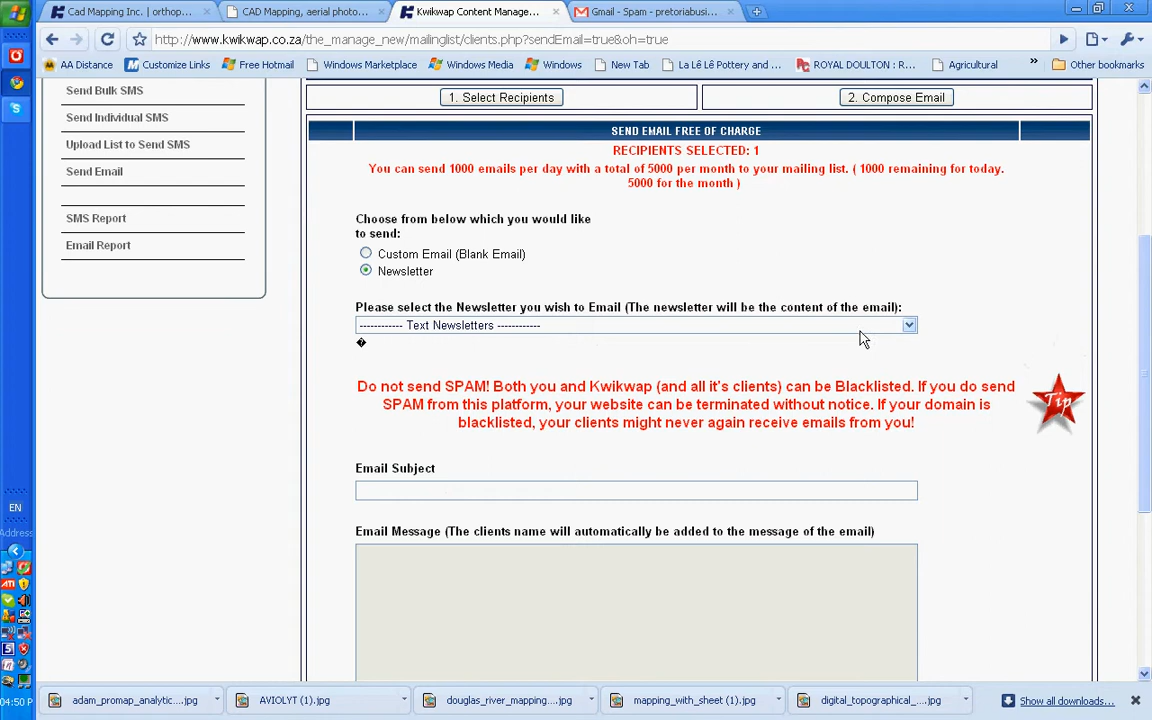 Cad Mapping Inc. | orthop...
CAD Mapping, aerial photo...
Kwikwap Content Manage...
Gmail - Spam - pretoriabusi...
http://www.kwikwap.co.za/the_manage_new/mailinglist/clients.php?sendEmail=true&oh=true
AA Distance
Customize Links
Free Hotmail
Windows Marketplace
Windows Media
Windows
New Tab
La Lê Lê Pottery and ...
ROYAL DOULTON : R...
Agricultural
»
Other bookmarks
Send Bulk SMS
Send Individual SMS
Upload List to Send SMS
Send Email
SMS Report
Email Report
1. Select Recipients
2. Compose Email
SEND EMAIL FREE OF CHARGE
RECIPIENTS SELECTED: 1
You can send 1000 emails per day with a total of 5000 per month to your mailing list. ( 1000 remaining for today.
5000 for the month )
Choose from below which you would like
to send:
Custom Email (Blank Email)
Newsletter
Please select the Newsletter you wish to Email (The newsletter will be the content of the email):
------------ Text Newsletters ------------
�
Do not send SPAM! Both you and Kwikwap (and all it's clients) can be Blacklisted. If you do send
SPAM from this platform, your website can be terminated without notice. If your domain is
blacklisted, your clients might never again receive emails from you!
Tip
Email Subject
Email Message (The clients name will automatically be added to the message of the email)
EN
Address
ATI
04:50 PM
adam_promap_analytic....jpg
AVIOLYT (1).jpg
douglas_river_mapping....jpg
mapping_with_sheet (1).jpg
digital_topographical_....jpg
Show all downloads...